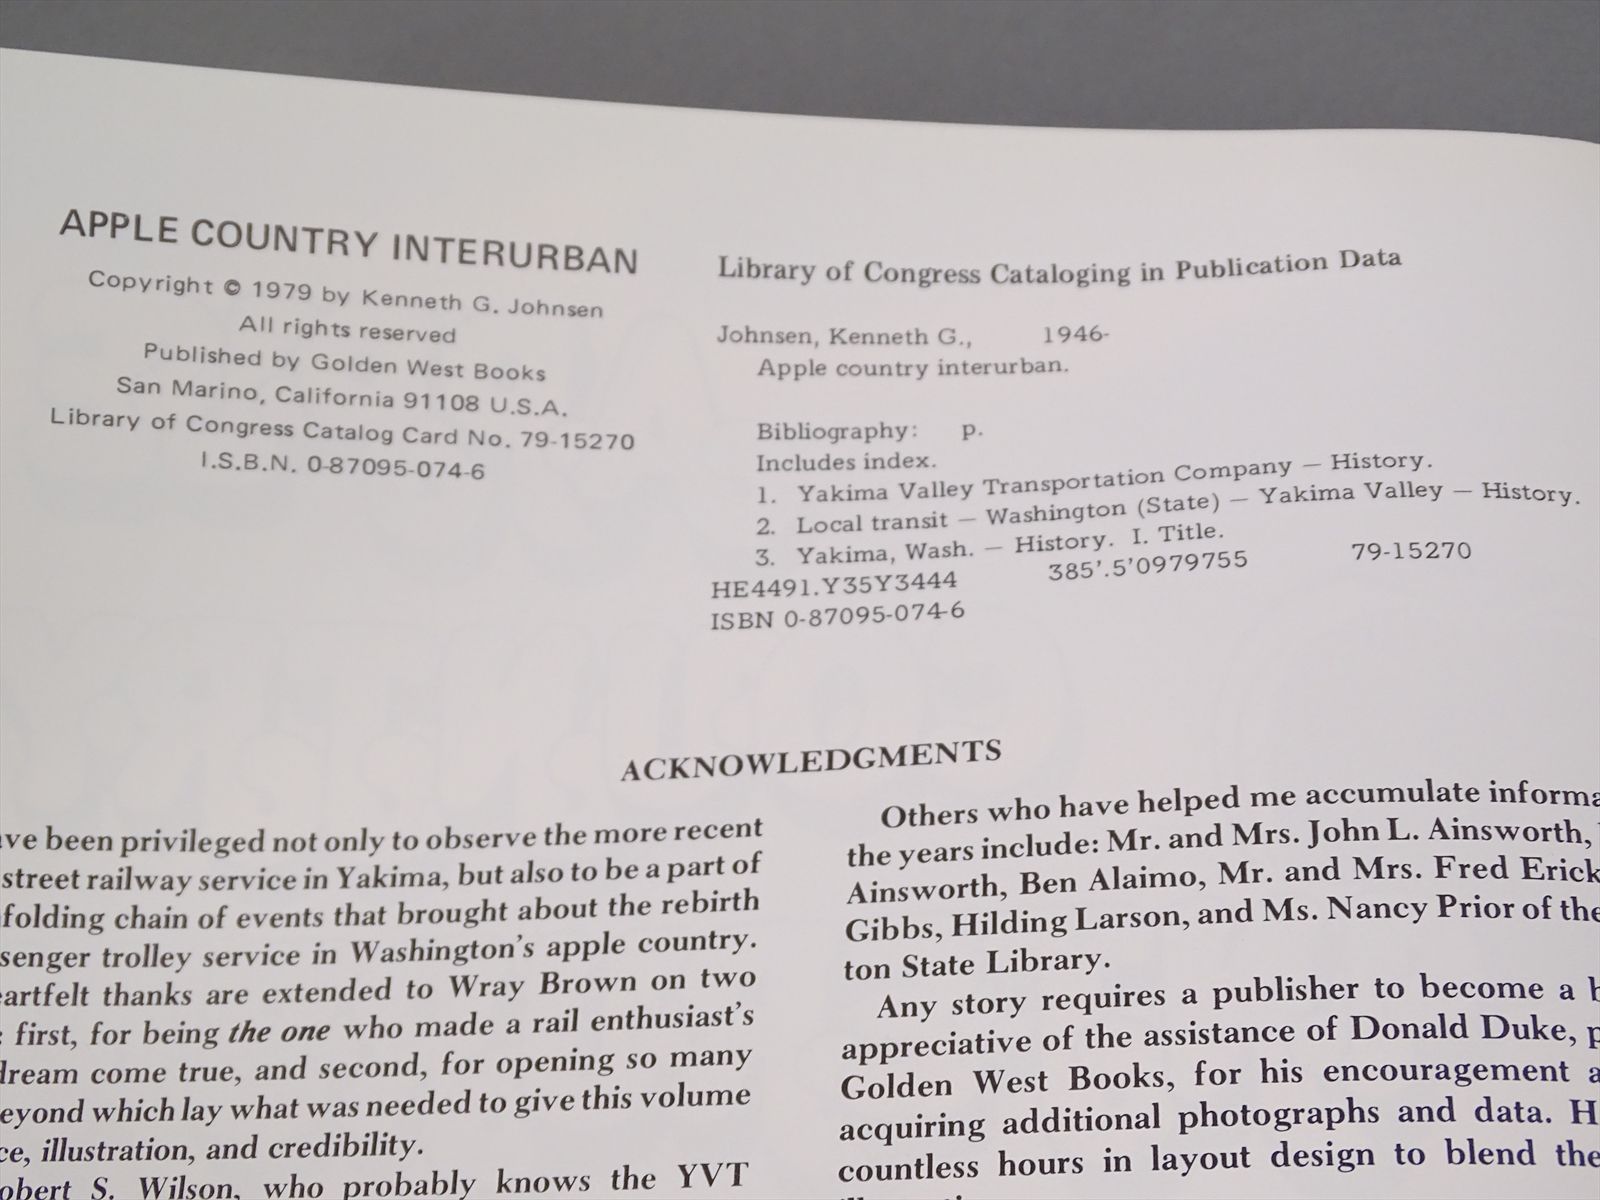 APPLE COUNTRY INTERURBAN
Copyright © 1979 by Kenneth G. Johnsen
All rights reserved
Published by Golden West Books
San Marino, California 91108 U.S.A.
Library of Congress Catalog Card No. 79-15270
I.S.B.N. 0-87095-074-6
Library of Congress Cataloging in Publication Data
Johnsen, Kenneth G., 1946-
Apple country interurban.
Bibliography: p.
Includes index.
1. Yakima Valley Transportation Company — History.
2. Local transit — Washington (State) — Yakima Valley — History.
3. Yakima, Wash. — History. I. Title.
HE4491.Y35Y3444 385'.5'0979755 79-15270
ISBN 0-87095-074-6
ACKNOWLEDGMENTS
ve been privileged not only to observe the more recent
street railway service in Yakima, but also to be a part of
folding chain of events that brought about the rebirth
senger trolley service in Washington's apple country.
eartfelt thanks are extended to Wray Brown on two
: first, for being the one who made a rail enthusiast's
dream come true, and second, for opening so many
eyond which lay what was needed to give this volume
ce, illustration, and credibility.
obert S. Wilson, who probably knows the YVT
Others who have helped me accumulate informa
the years include: Mr. and Mrs. John L. Ainsworth,
Ainsworth, Ben Alaimo, Mr. and Mrs. Fred Erick
Gibbs, Hilding Larson, and Ms. Nancy Prior of the
ton State Library.
Any story requires a publisher to become a b
appreciative of the assistance of Donald Duke, p
Golden West Books, for his encouragement a
acquiring additional photographs and data. H
countless hours in layout design to blend the